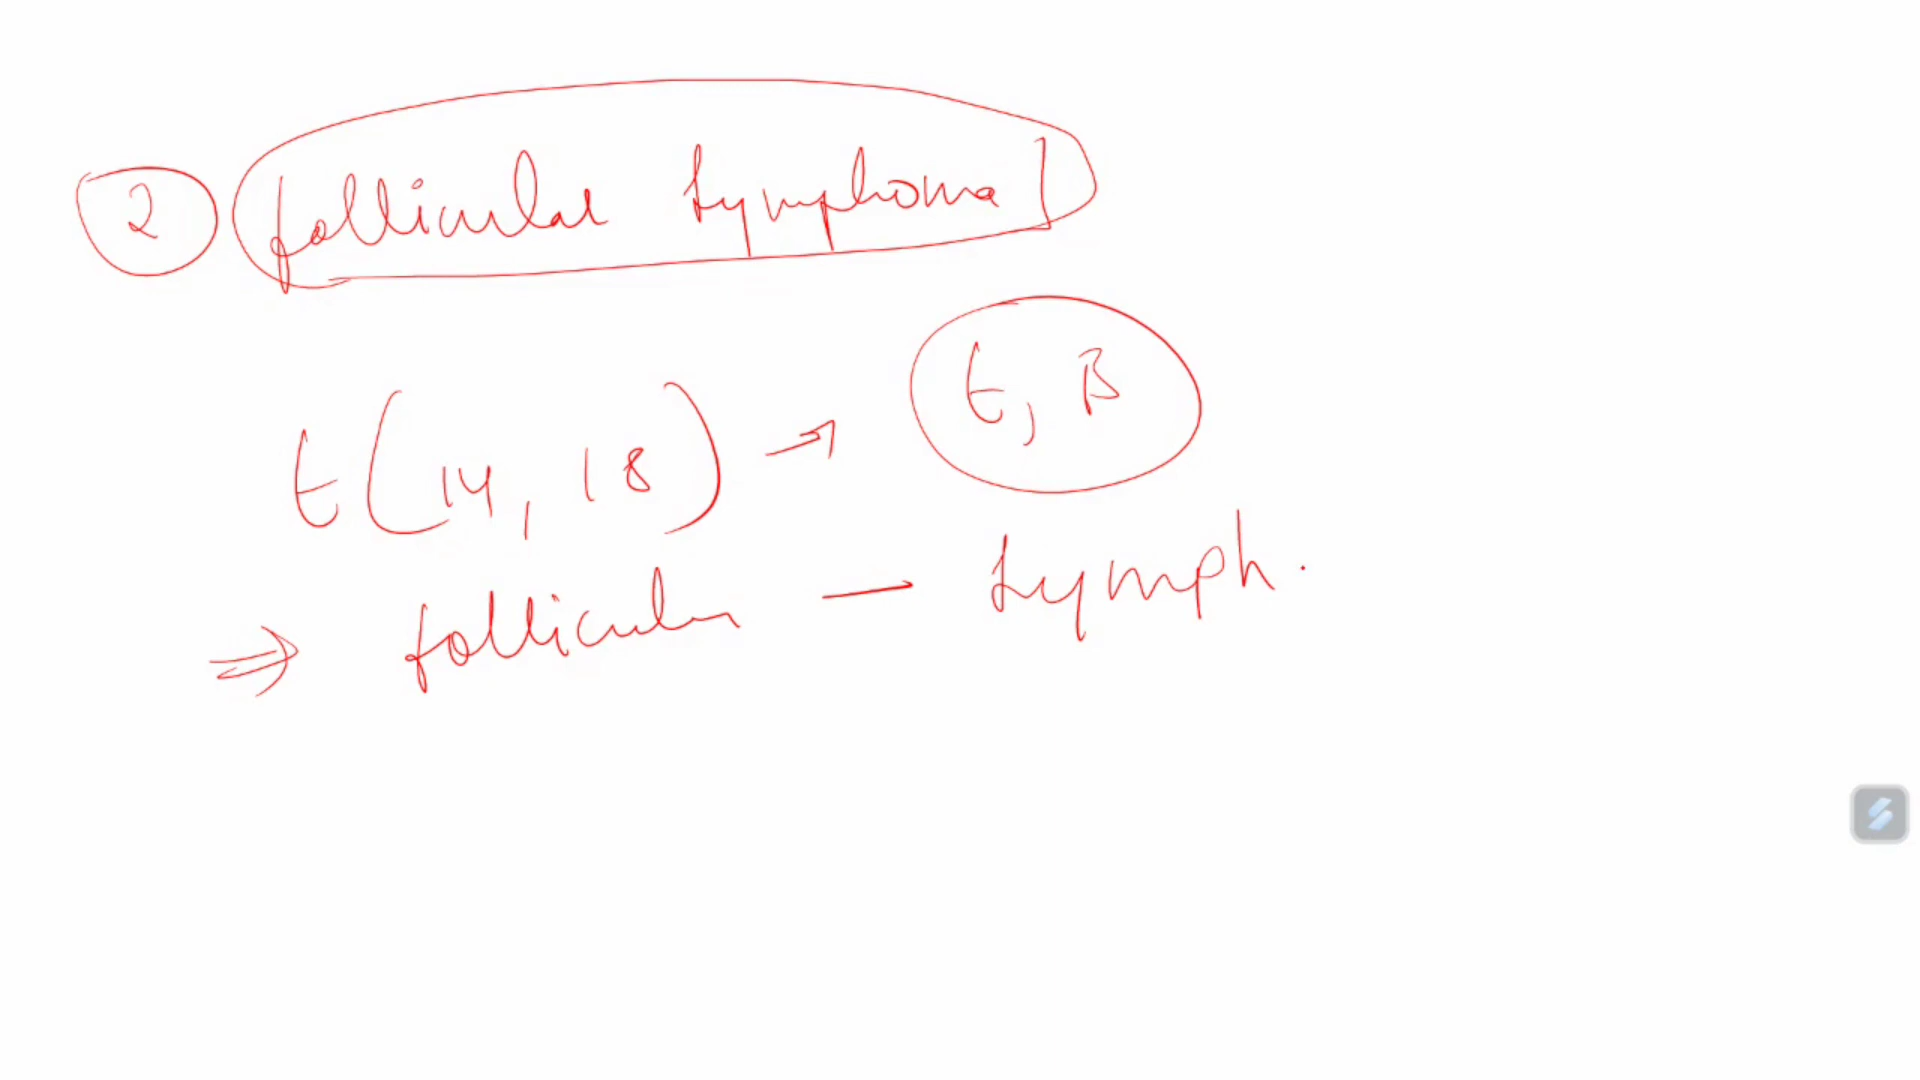 2 follicular Lymphoma
t(14, 18) → t, B
⇒ follicular — Lymph.